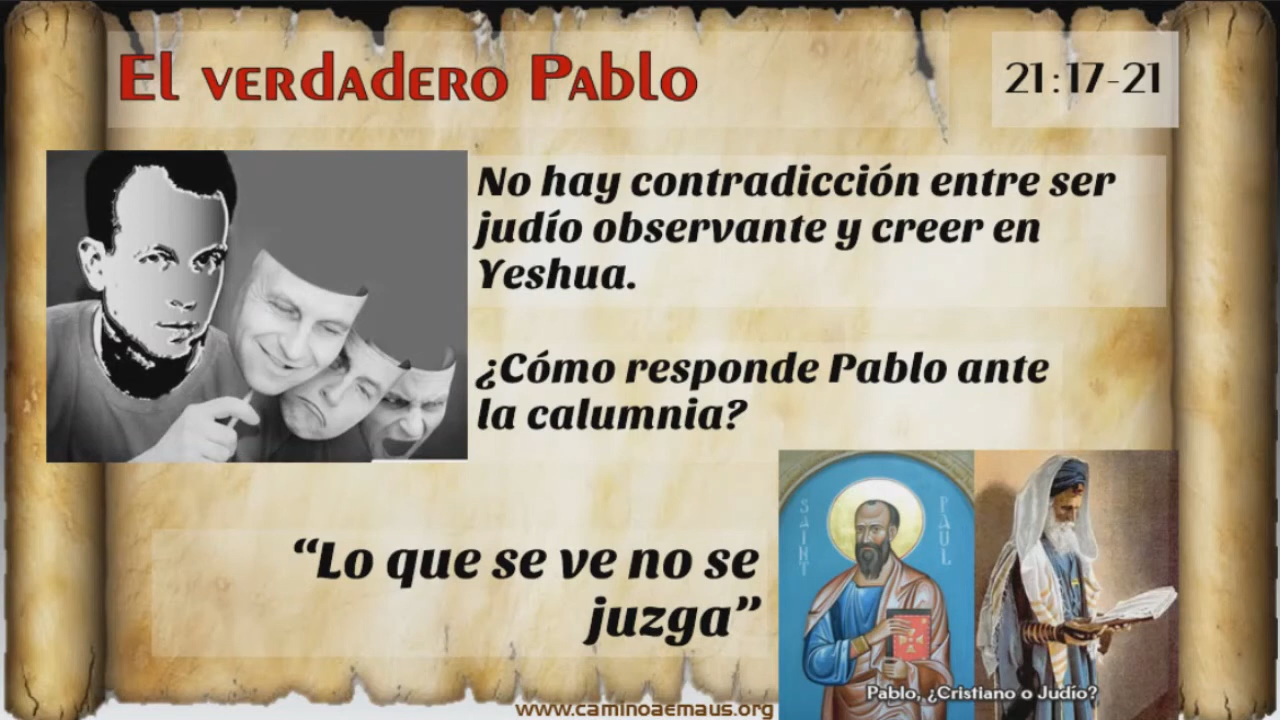 El verdadero Pablo
21:17-21
No hay contradicción entre ser
judío observante y creer en
Yeshua.
¿Cómo responde Pablo ante
la calumnia?
“Lo que se ve no se
juzga”
SAINT
PAUL
Pablo, ¿Cristiano o Judío?
www.caminoaemaus.org